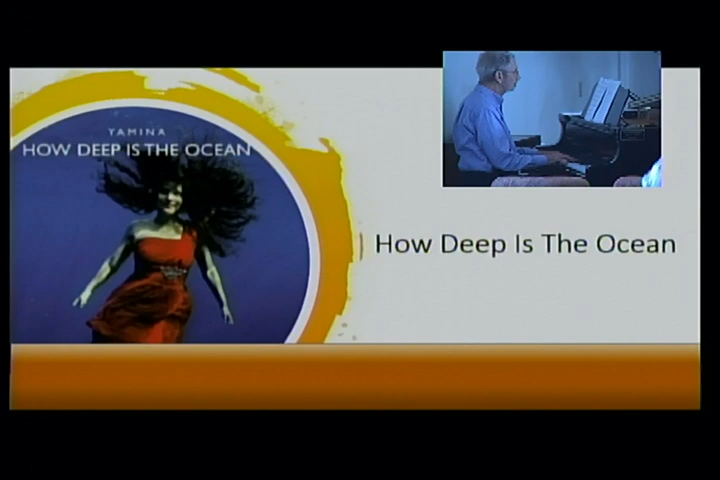 YAMINA
HOW DEEP IS THE OCEAN
How Deep Is The Ocean